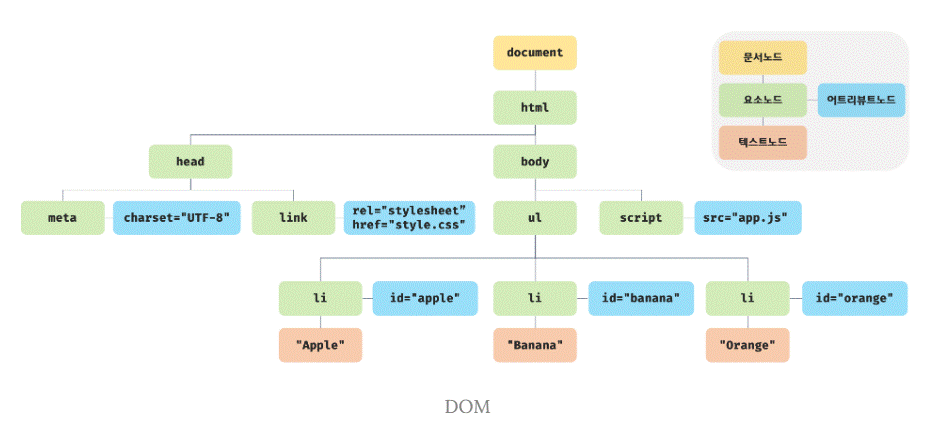 document
문서노드
html
요소노드
어트리뷰트노드
텍스트노드
head
body
meta
charset="UTF-8"
link
rel="stylesheet”
href="style.css"
ul
script
src="app.js"
li
id="apple"
li
id="banana"
li
id="orange"
"Apple"
"Banana"
"Orange"
DOM